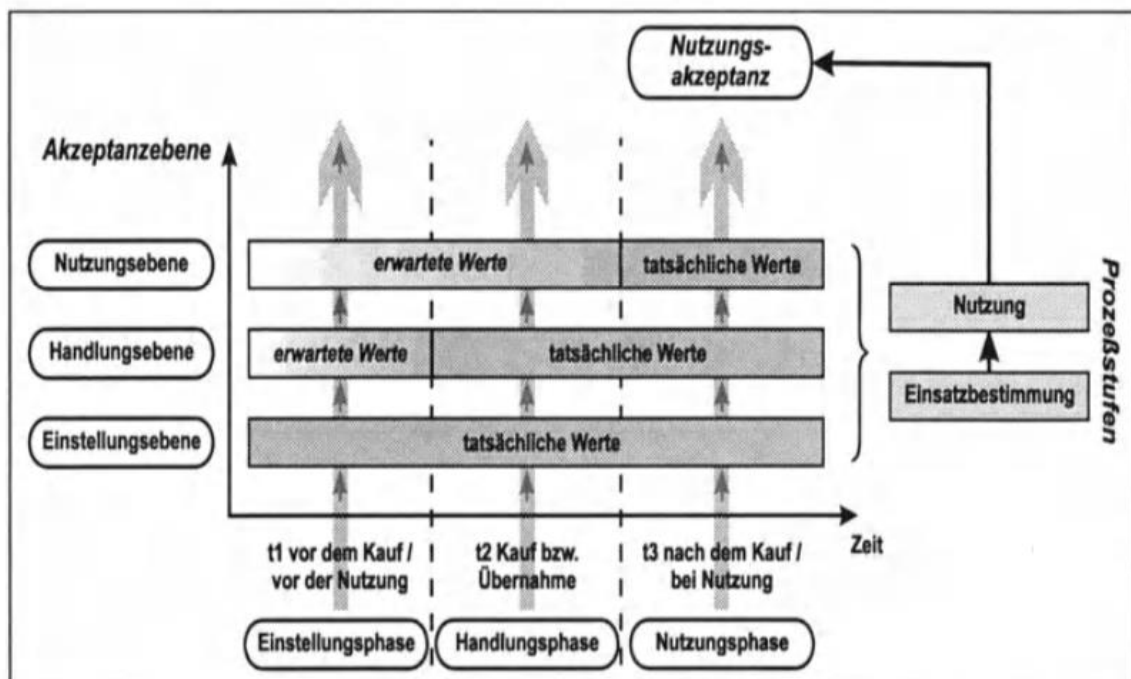 Nutzungs-
akzeptanz
Akzeptanzebene
Nutzungsebene
erwartete Werte
tatsächliche Werte
Nutzung
Handlungsebene
erwartete Werte
tatsächliche Werte
Einsatzbestimmung
Einstellungsebene
tatsächliche Werte
Prozeßstufen
Zeit
t1 vor dem Kauf /
vor der Nutzung
t2 Kauf bzw.
Übernahme
t3 nach dem Kauf /
bei Nutzung
Einstellungsphase
Handlungsphase
Nutzungsphase